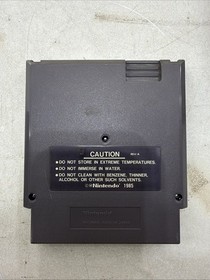 CAUTION
•DO NOT STORE IN EXTREME TEMPERATURES.
•DO NOT IMMERSE IN WATER.
•DO NOT CLEAN WITH BENZENE, THINNER,
ALCOHOL OR OTHER SUCH SOLVENTS.
Nintendo 1985